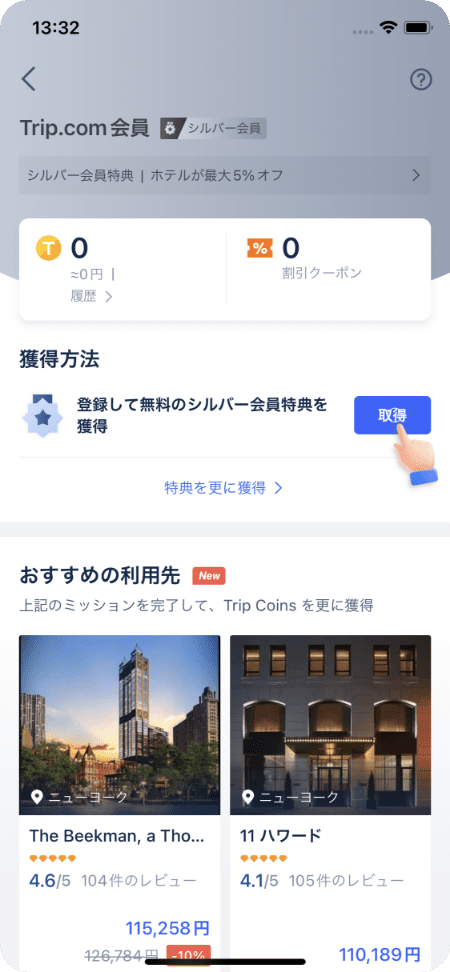 13:32
Trip.com会員 シルバー会員
シルバー会員特典 | ホテルが最大5%オフ
T 0 % 0
≈0円 | 割引クーポン
履歴
獲得方法
登録して無料のシルバー会員特典を
獲得
取得
特典を更に獲得
おすすめの利用先 New
上記のミッションを完了して、Trip Coins を更に獲得
ニューヨーク ニューヨーク
The Beekman, a Tho... 11 ハワード
4.6/5 104件のレビュー 4.1/5 105件のレビュー
115,258円
126,784円 -10% 110,189円